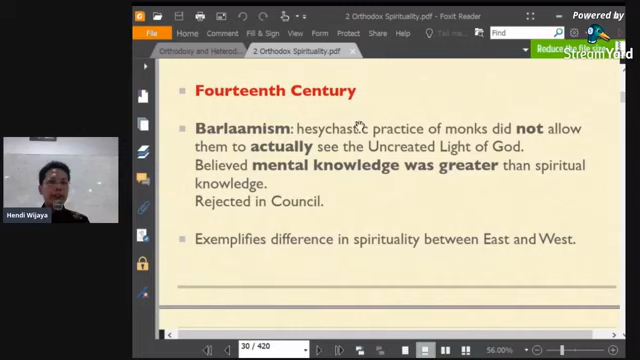 2 Orthodox Spirituality.pdf - Foxit Reader
Powered by
StreamYard
File Home Comment Fill & Sign View Form Protect Share Help Find
Orthodoxy and Heterod...
2 Orthodox Spirituality.pdf
Reduce the file size
Fourteenth Century
Barlaamism: hesychastic practice of monks did not allow
them to actually see the Uncreated Light of God.
Believed mental knowledge was greater than spiritual
knowledge.
Rejected in Council.
Exemplifies difference in spirituality between East and West.
Hendi Wijaya
30 / 420
56.00%